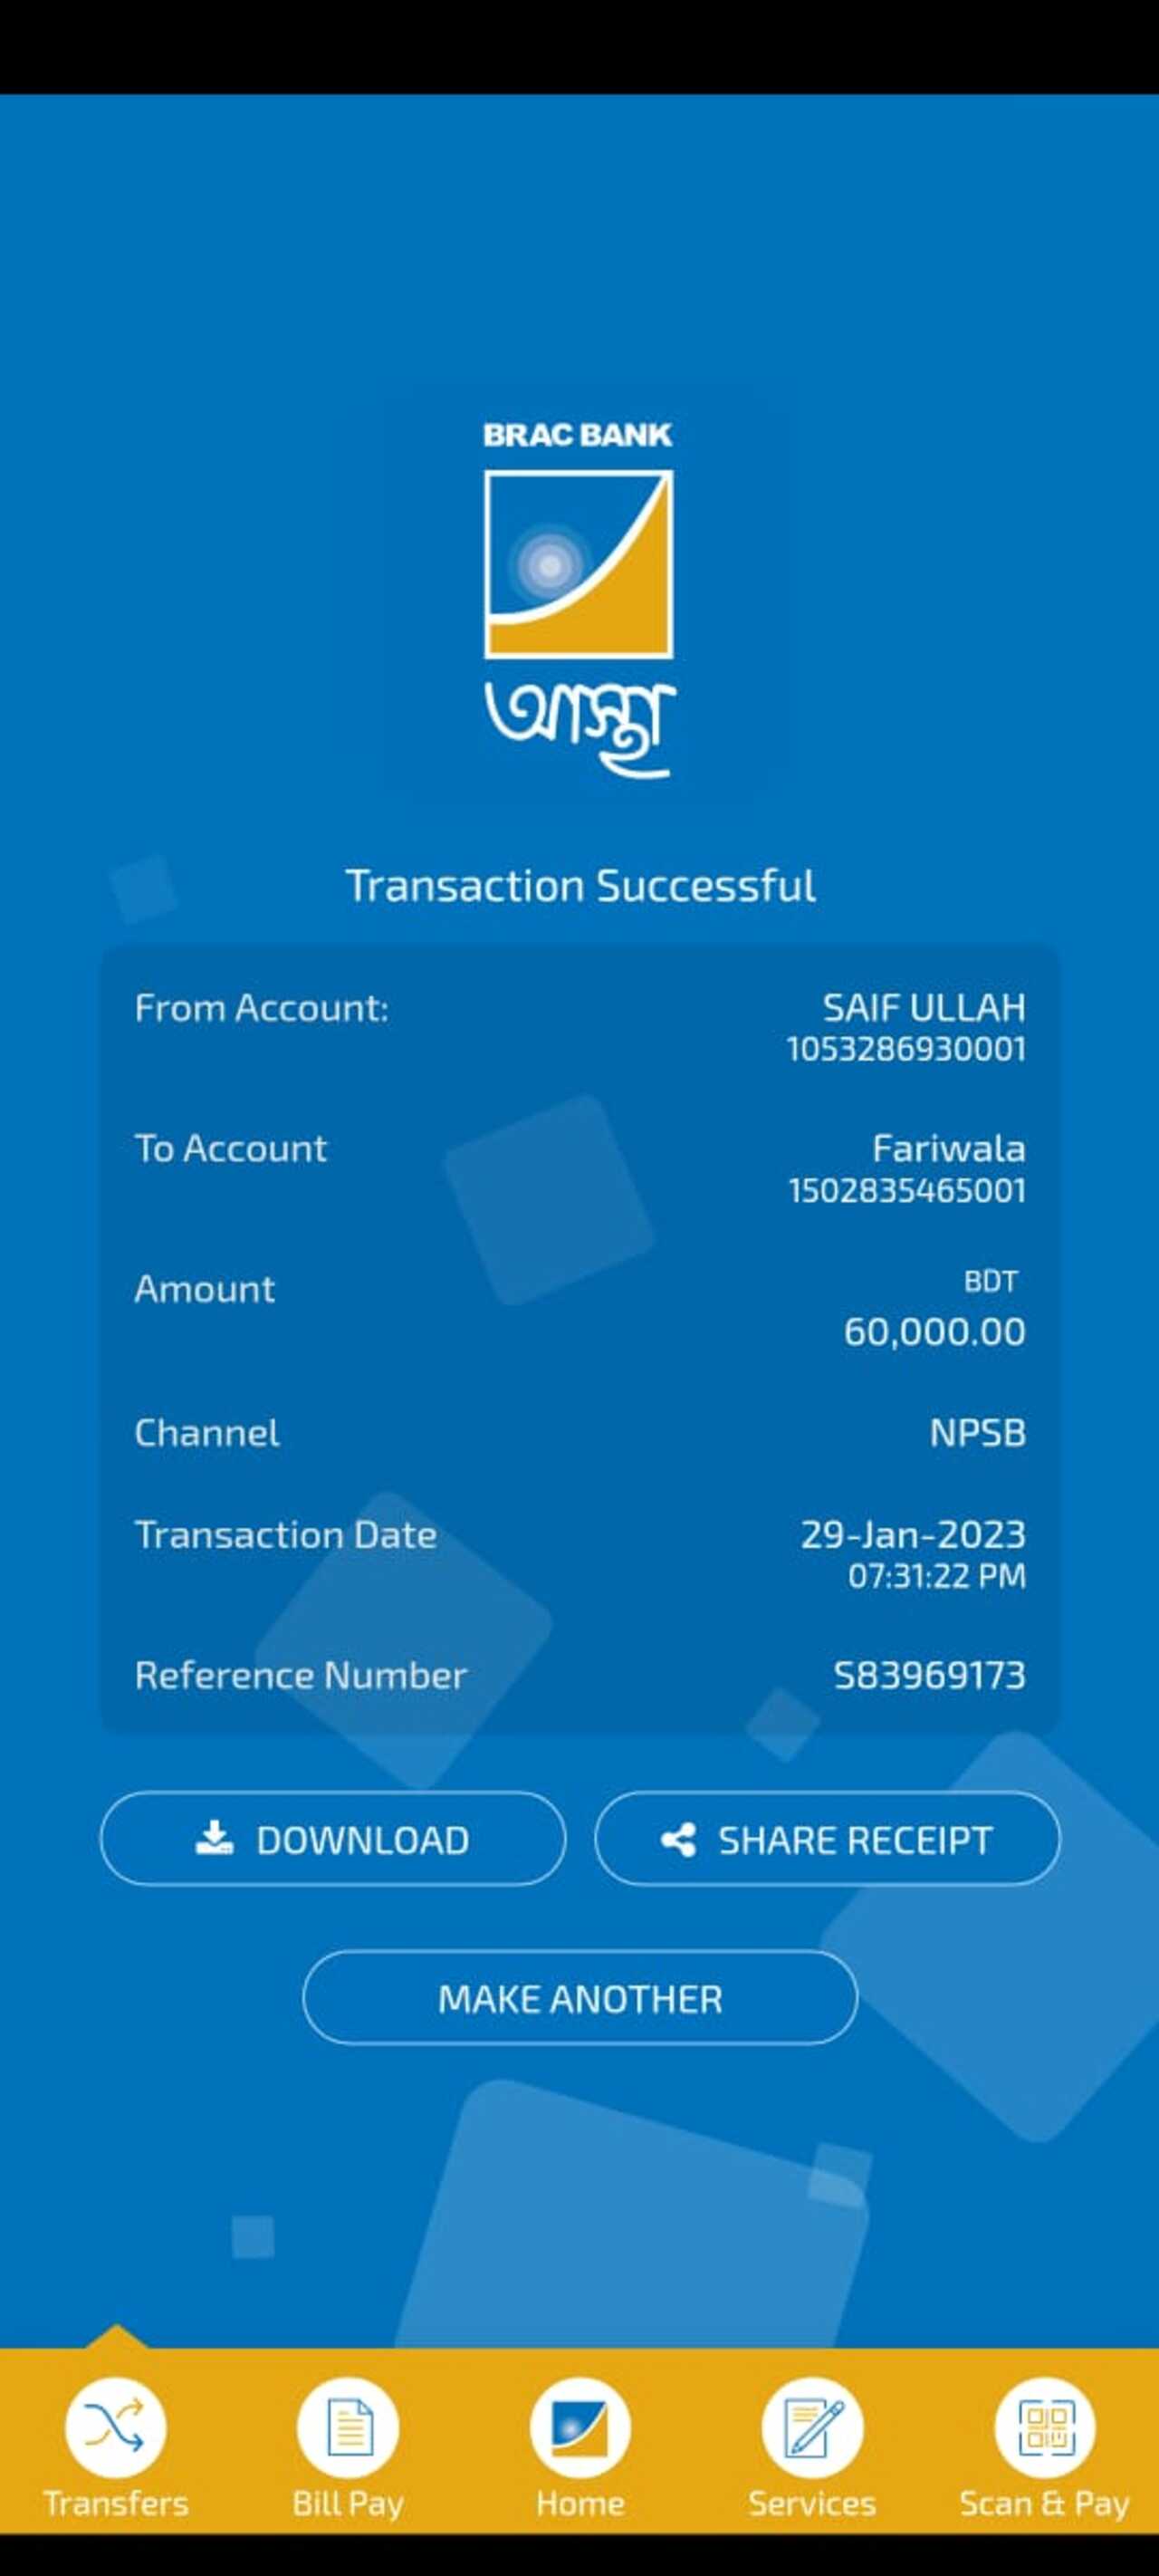 BRAC BANK
আস্থা
Transaction Successful
From Account:
SAIF ULLAH
1053286930001
To Account
Fariwala
1502835465001
Amount
BDT
60,000.00
Channel
NPSB
Transaction Date
29-Jan-2023
07:31:22 PM
Reference Number
S83969173
DOWNLOAD
SHARE RECEIPT
MAKE ANOTHER
Transfers
Bill Pay
Home
Services
Scan & Pay